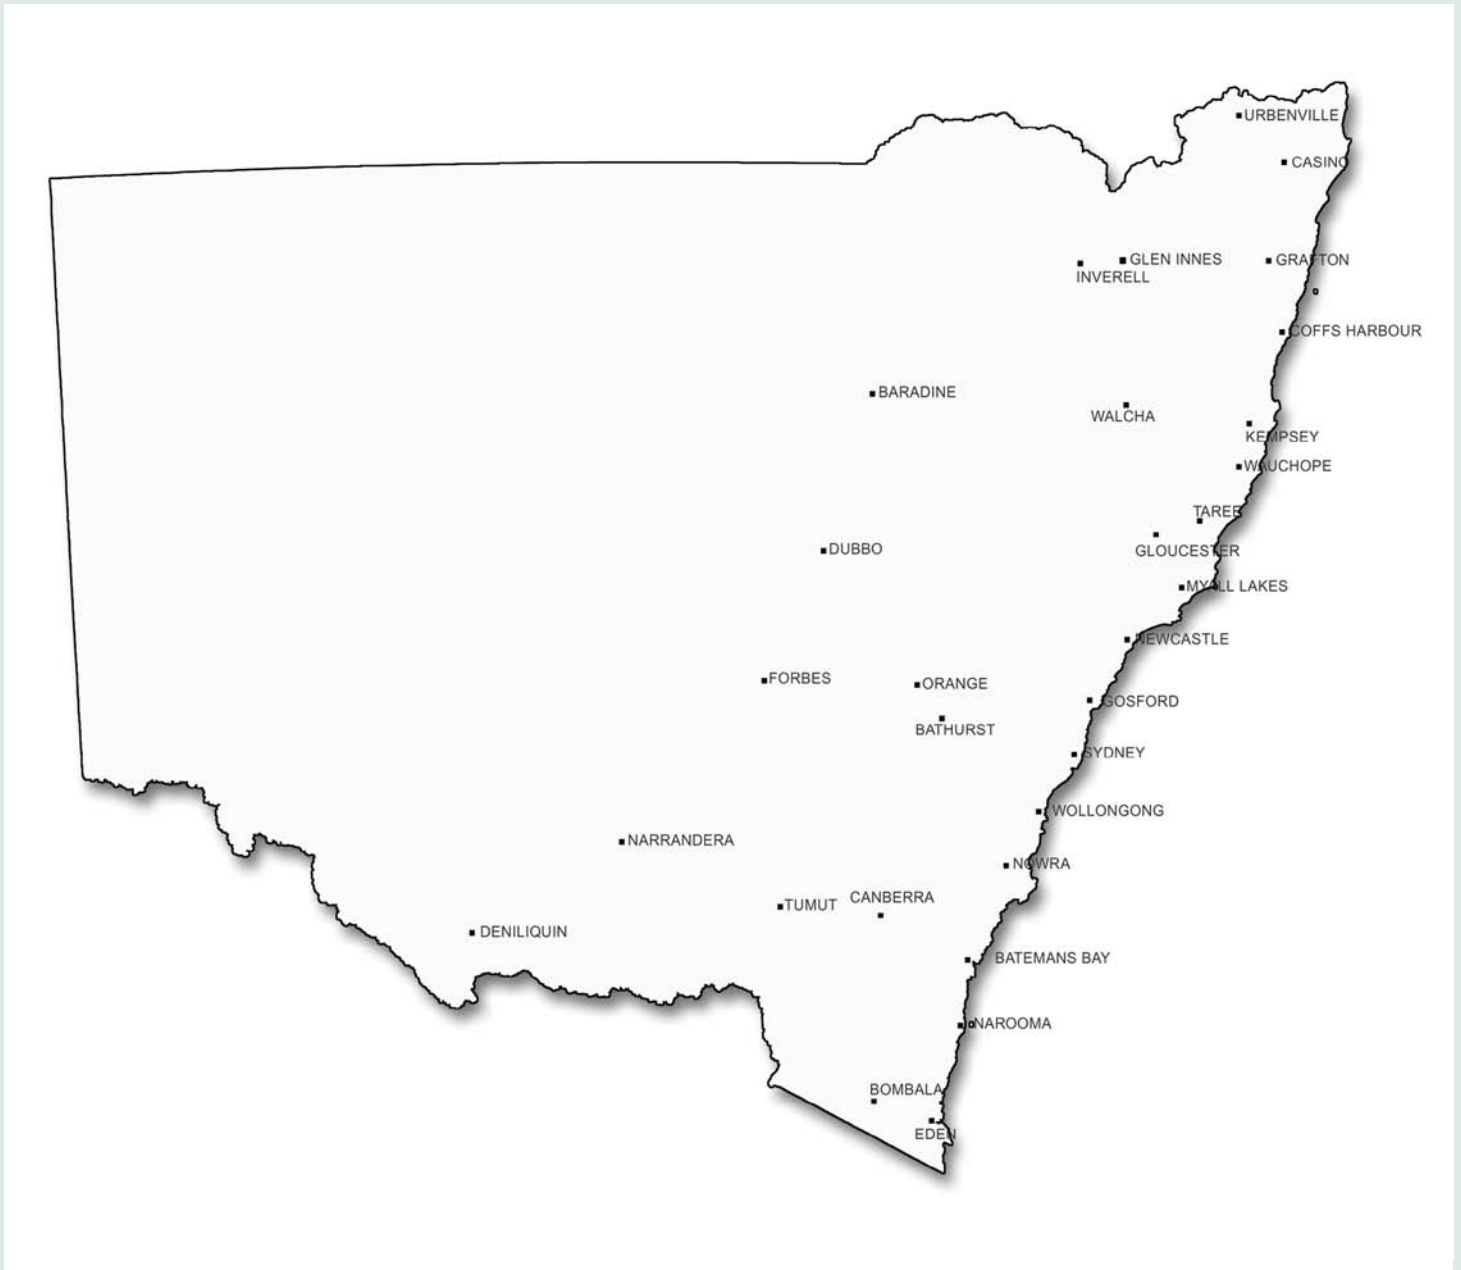 URBENVILLE
CASINO
GLEN INNES
GRAFTON
INVERELL
COFFS HARBOUR
BARADINE
WALCHA
KEMPSEY
WAUCHOPE
TAREE
DUBBO
GLOUCESTER
MYALL LAKES
NEWCASTLE
FORBES
ORANGE
GOSFORD
BATHURST
SYDNEY
WOLLONGONG
NARRANDERA
NOWRA
CANBERRA
TUMUT
DENILIQUIN
BATEMANS BAY
NAROOMA
BOMBALA
EDEN